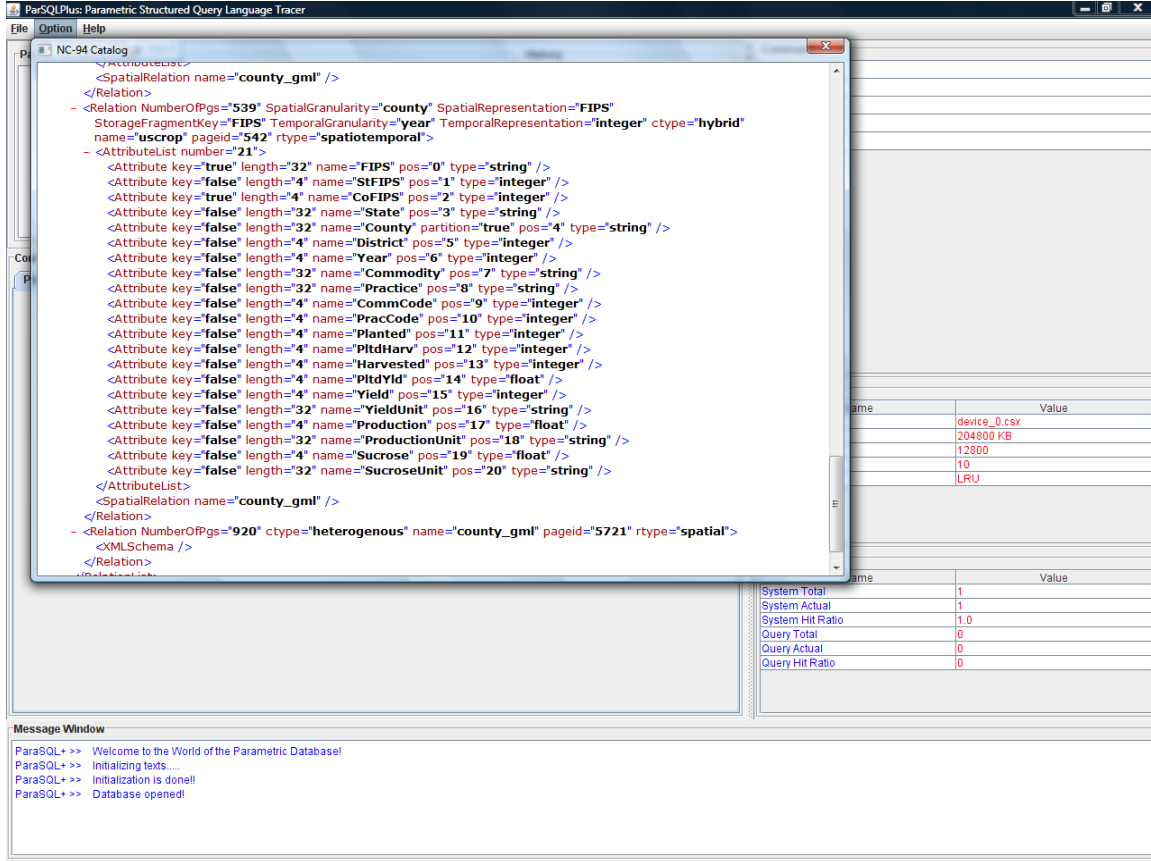 ParSQLPlus: Parametric Structured Query Language Tracer
File Option Help
NC-94 Catalog
</AttributeList>
<SpatialRelation name="county_gml" />
</Relation>
- <Relation NumberOfPgs="539" SpatialGranularity="county" SpatialRepresentation="FIPS"
StorageFragmentKey="FIPS" TemporalGranularity="year" TemporalRepresentation="integer" ctype="hybrid"
name="uscrop" pageid="542" rtype="spatiotemporal">
- <AttributeList number="21">
<Attribute key="true" length="32" name="FIPS" pos="0" type="string" />
<Attribute key="false" length="4" name="StFIPS" pos="1" type="integer" />
<Attribute key="true" length="4" name="CoFIPS" pos="2" type="integer" />
<Attribute key="false" length="32" name="State" pos="3" type="string" />
<Attribute key="false" length="32" name="County" partition="true" pos="4" type="string" />
<Attribute key="false" length="4" name="District" pos="5" type="integer" />
<Attribute key="false" length="4" name="Year" pos="6" type="integer" />
<Attribute key="false" length="32" name="Commodity" pos="7" type="string" />
<Attribute key="false" length="32" name="Practice" pos="8" type="string" />
<Attribute key="false" length="4" name="CommCode" pos="9" type="integer" />
<Attribute key="false" length="4" name="PracCode" pos="10" type="integer" />
<Attribute key="false" length="4" name="Planted" pos="11" type="integer" />
<Attribute key="false" length="4" name="PltdHarv" pos="12" type="integer" />
<Attribute key="false" length="4" name="Harvested" pos="13" type="integer" />
<Attribute key="false" length="4" name="PltdYld" pos="14" type="float" />
<Attribute key="false" length="4" name="Yield" pos="15" type="integer" />
<Attribute key="false" length="32" name="YieldUnit" pos="16" type="string" />
<Attribute key="false" length="4" name="Production" pos="17" type="float" />
<Attribute key="false" length="32" name="ProductionUnit" pos="18" type="string" />
<Attribute key="false" length="4" name="Sucrose" pos="19" type="float" />
<Attribute key="false" length="32" name="SucroseUnit" pos="20" type="string" />
</AttributeList>
<SpatialRelation name="county_gml" />
</Relation>
- <Relation NumberOfPgs="920" ctype="heterogenous" name="county_gml" pageid="5721" rtype="spatial">
<XMLSchema />
</Relation>
</RelationList>
ame Value
device_0.csx
204800 KB
12800
10
LRU
ame Value
System Total 1
System Actual 1
System Hit Ratio 1.0
Query Total 0
Query Actual 0
Query Hit Ratio 0
Message Window
ParaSQL+ >> Welcome to the World of the Parametric Database!
ParaSQL+ >> Initializing texts.....
ParaSQL+ >> Initialization is done!!
ParaSQL+ >> Database opened!